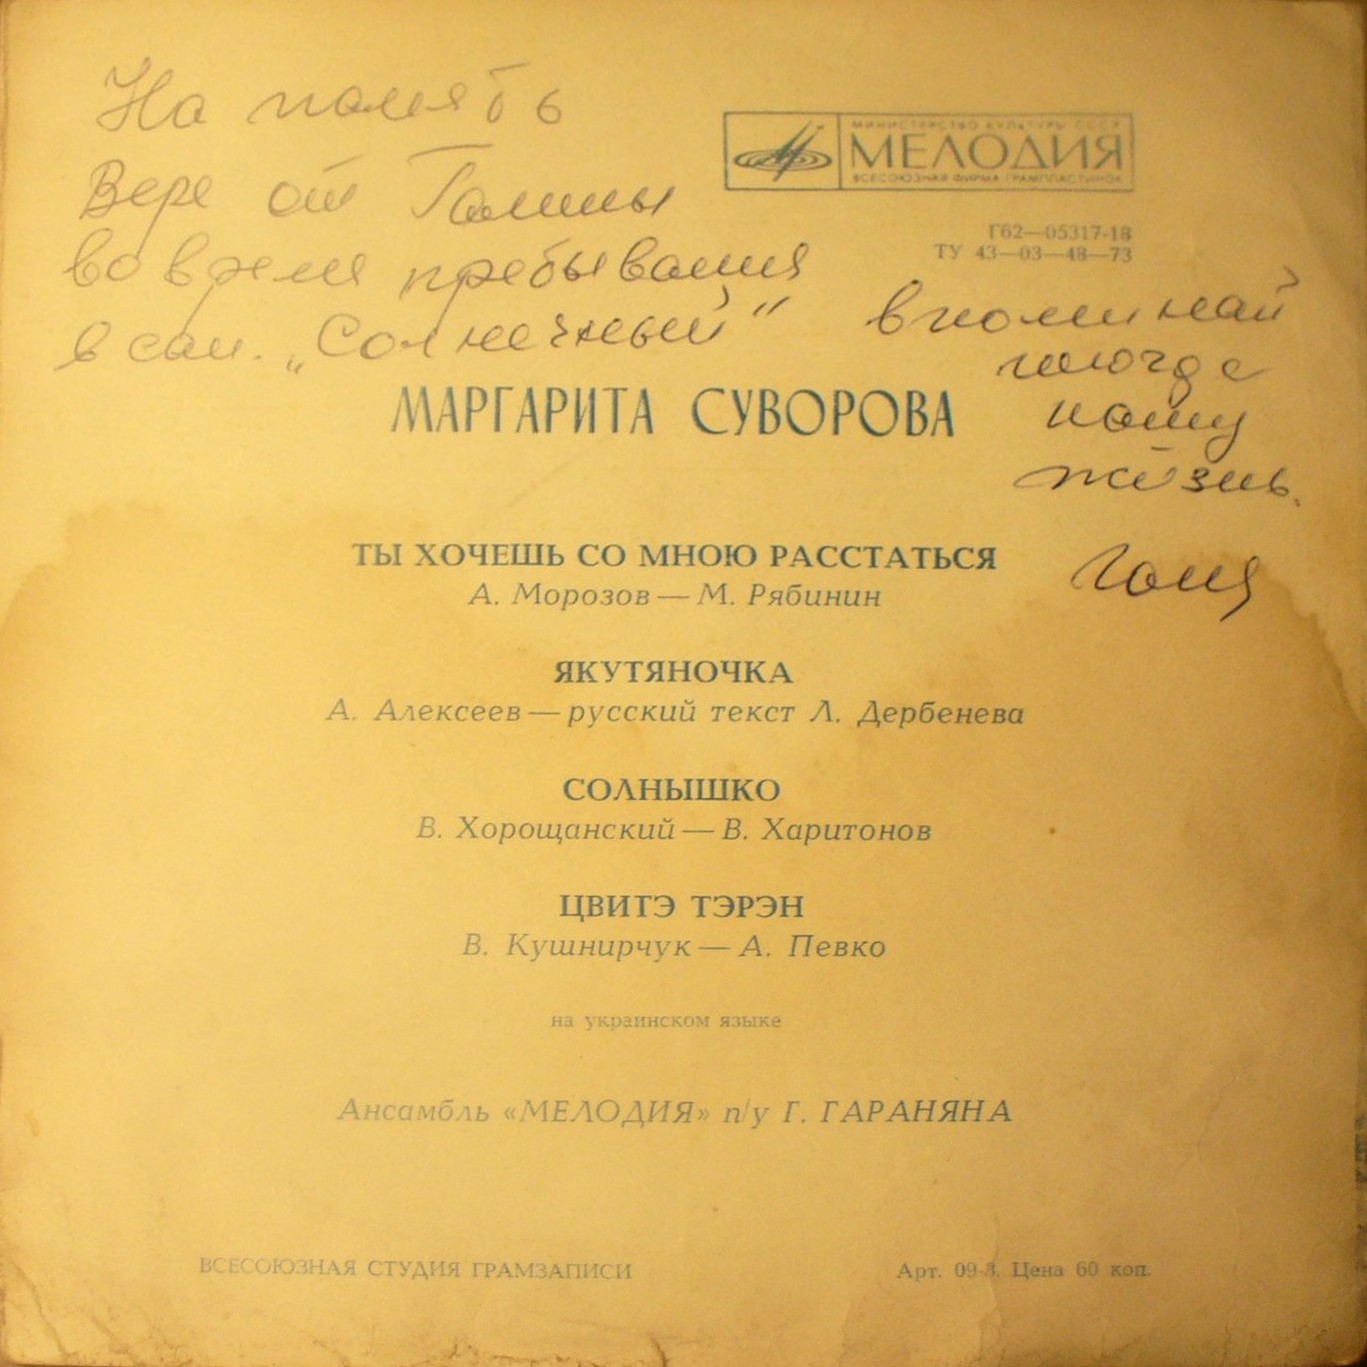 На память
Вере от Галины
во время пребывания
в сан. „Солнечный"
МИНИСТЕРСТВО КУЛЬТУРЫ СССР
МЕЛОДИЯ
ВСЕСОЮЗНАЯ ФИРМА ГРАМПЛАСТИНОК
Г62—05317-18
ТУ 43—03—48—73
вспоминай
иногда
нашу
жизнь.
Галя
МАРГАРИТА СУВОРОВА
ТЫ ХОЧЕШЬ СО МНОЮ РАССТАТЬСЯ
А. Морозов — М. Рябинин
ЯКУТЯНОЧКА
А. Алексеев — русский текст Л. Дербенева
СОЛНЫШКО
В. Хорощанский — В. Харитонов
ЦВИТЭ ТЭРЭН
В. Кушнирчук — А. Певко
на украинском языке
Ансамбль «МЕЛОДИЯ» п/у Г. ГАРАНЯНА
ВСЕСОЮЗНАЯ СТУДИЯ ГРАМЗАПИСИ
Арт. 09-3. Цена 60 коп.